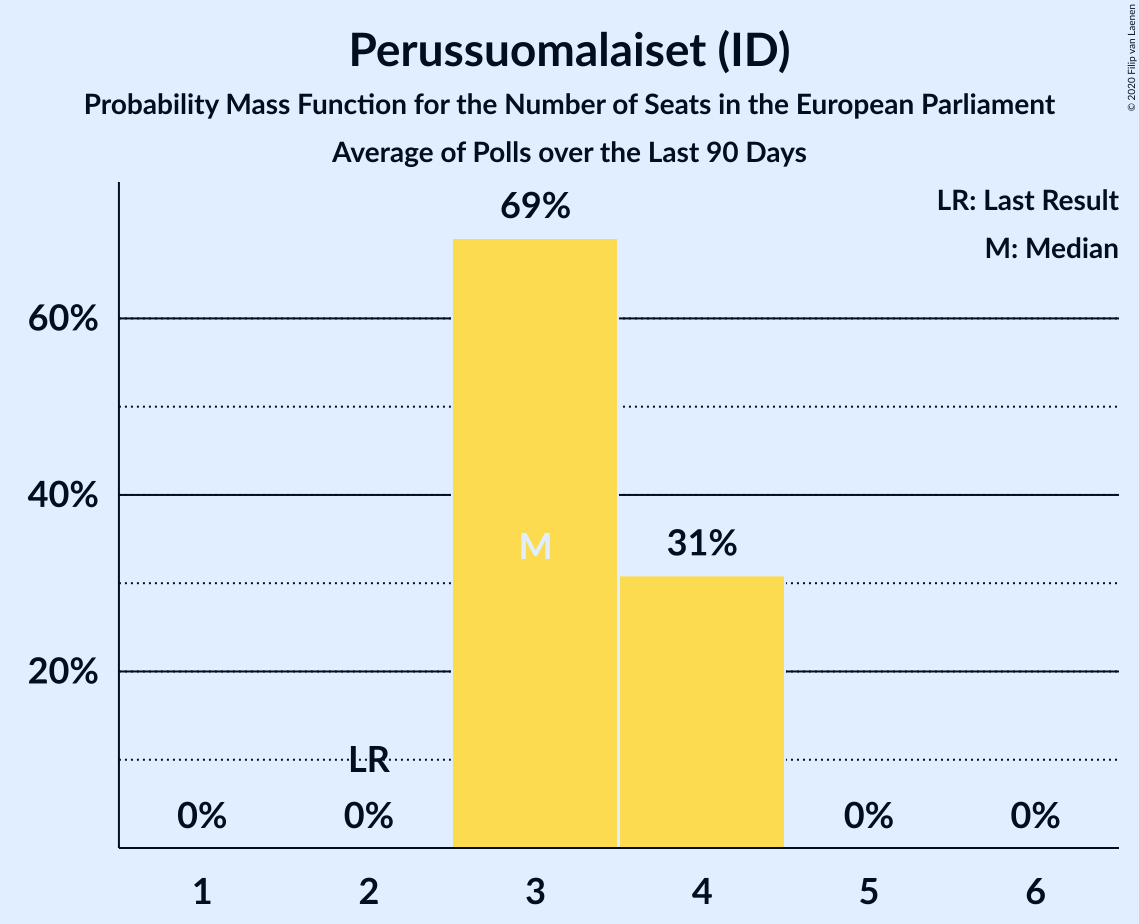 Perussuomalaiset (ID)
Probability Mass Function for the Number of Seats in the European Parliament
Average of Polls over the Last 90 Days
© 2020 Filip van Laenen
LR: Last Result
M: Median
69%
60%
40%
M
31%
20%
LR
0%
0%
0%
0%
1 2 3 4 5 6